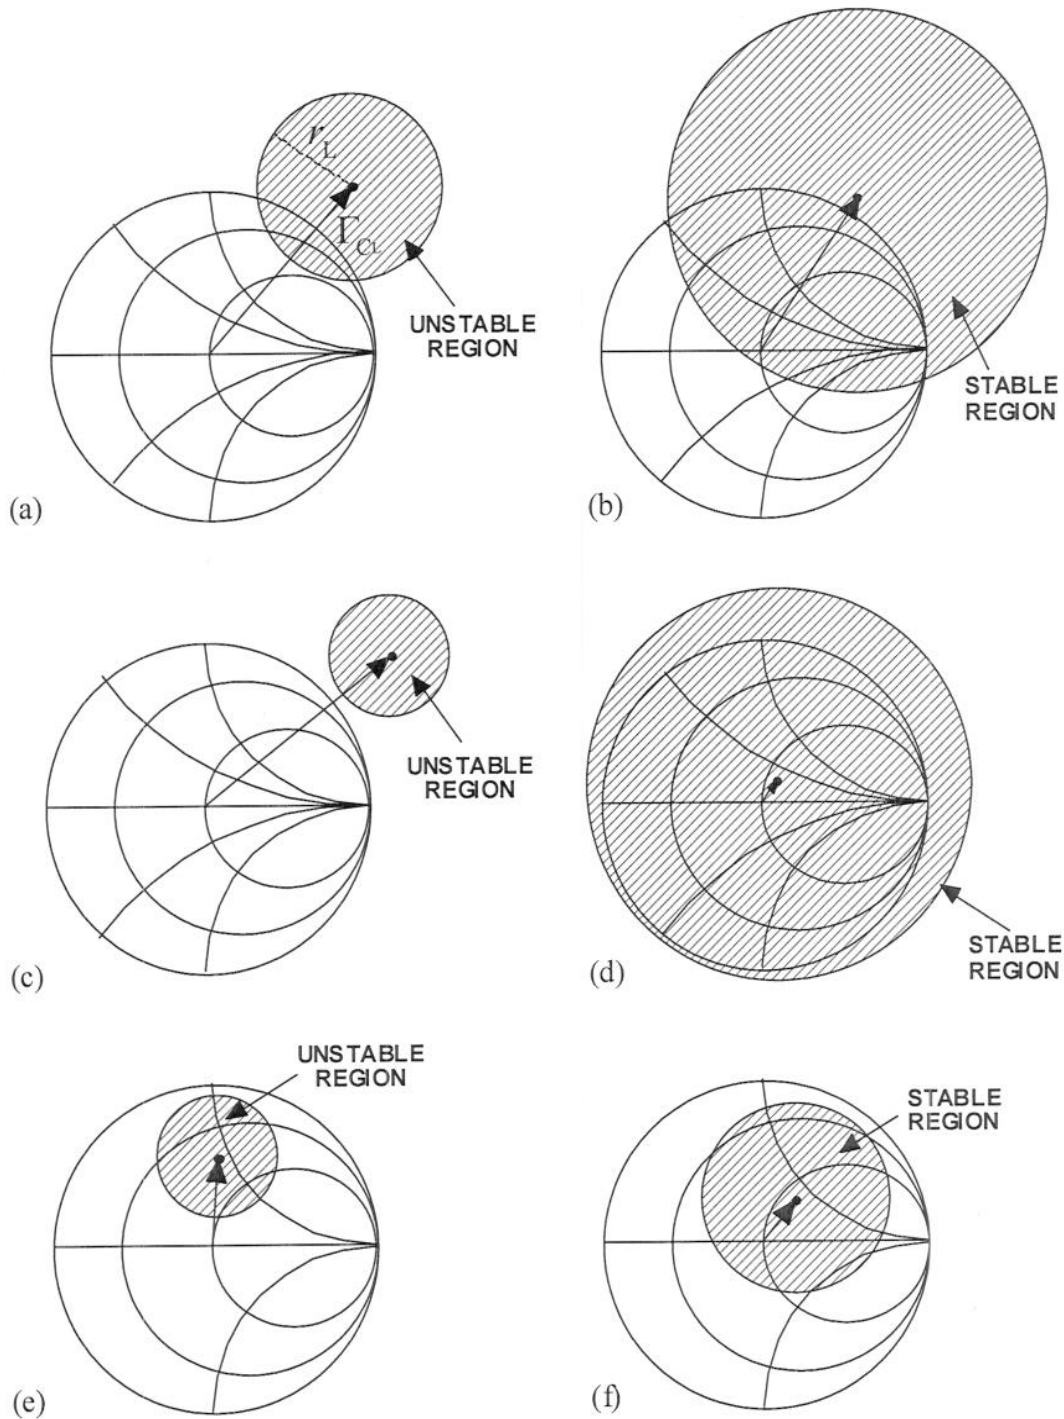 r_L
Γ_CL
UNSTABLE
REGION
(a)
STABLE
REGION
(b)
UNSTABLE
REGION
(c)
STABLE
REGION
(d)
UNSTABLE
REGION
(e)
STABLE
REGION
(f)